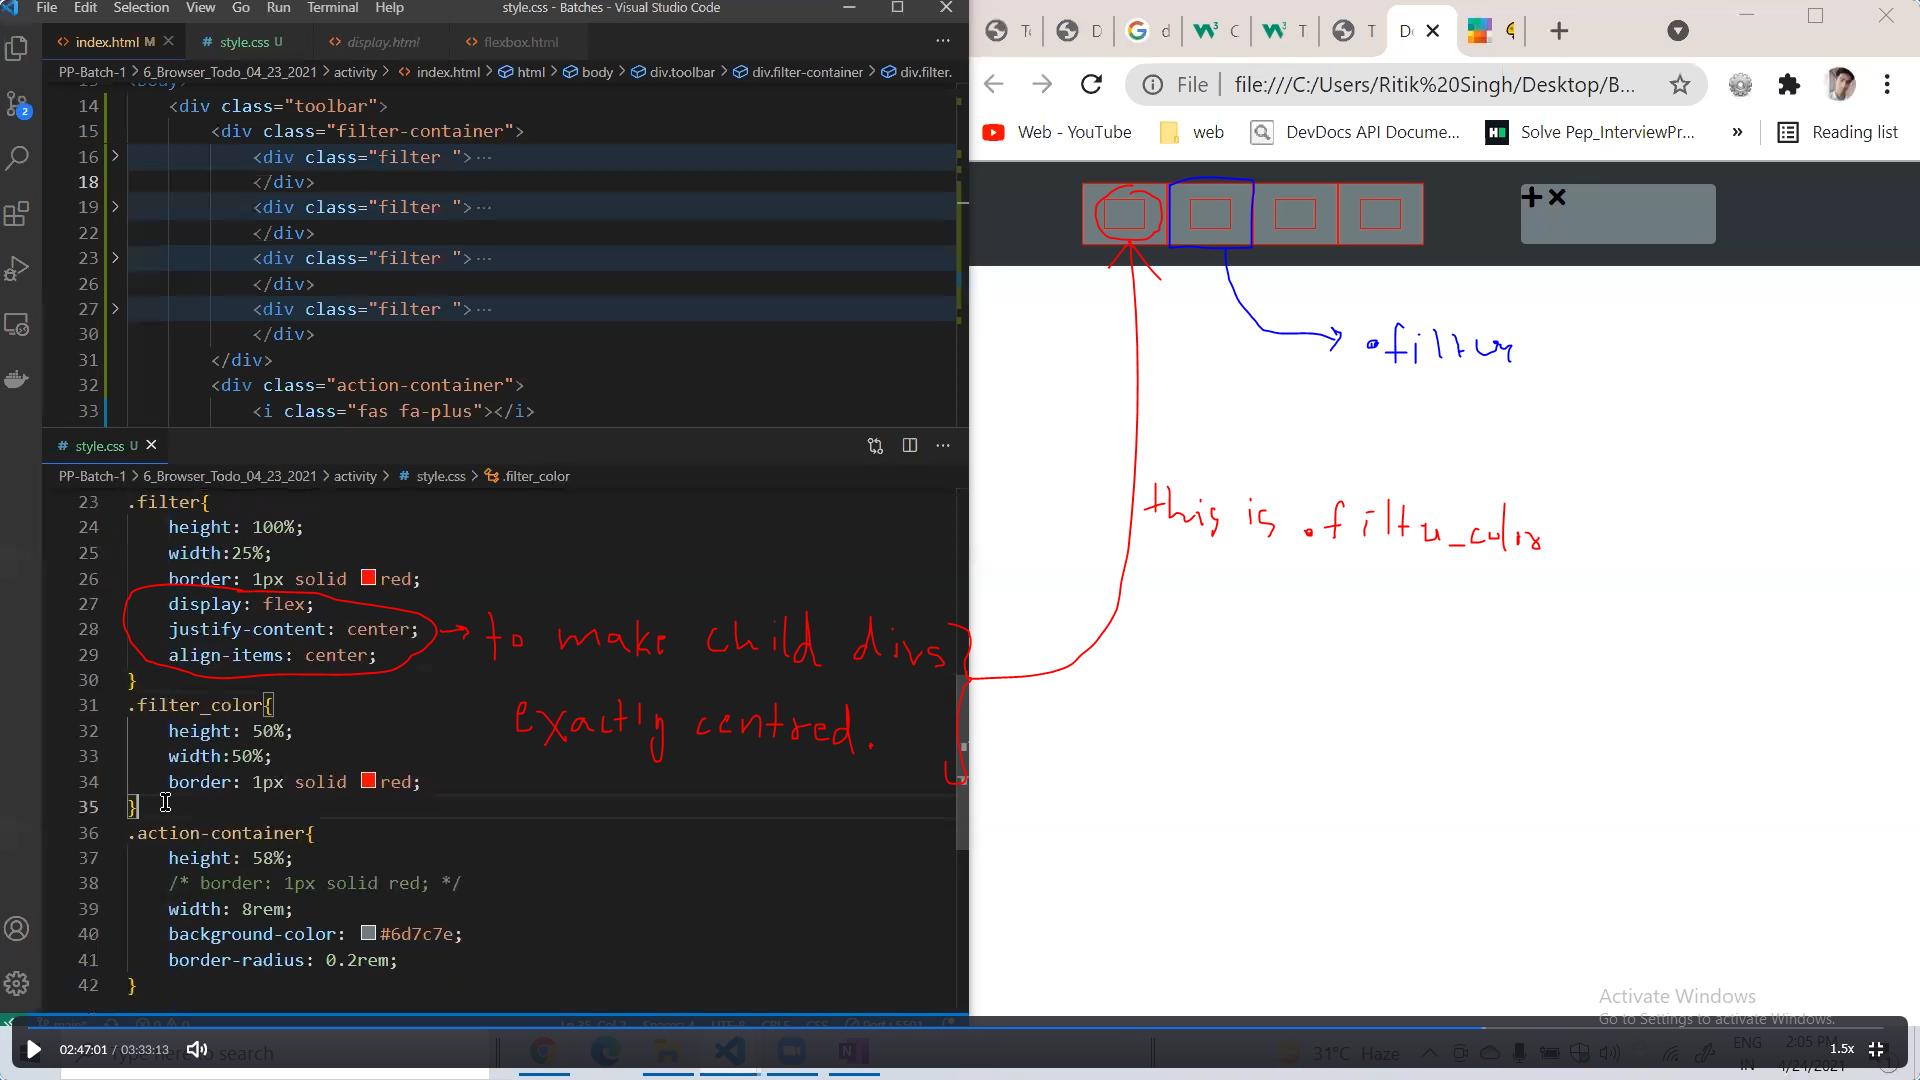 File Edit Selection View Go Run Terminal Help style.css - Batches - Visual Studio Code
index.html M style.css U display.html flexbox.html
PP-Batch-1 > 6_Browser_Todo_04_23_2021 > activity > index.html > html > body > div.toolbar > div.filter-container > div.filter.
14 <div class="toolbar">
15 <div class="filter-container">
16 <div class="filter ">...
18 </div>
19 <div class="filter ">...
22 </div>
23 <div class="filter ">...
26 </div>
27 <div class="filter ">...
30 </div>
31 </div>
32 <div class="action-container">
33 <i class="fas fa-plus"></i>
style.css U
PP-Batch-1 > 6_Browser_Todo_04_23_2021 > activity > # style.css > .filter_color
23 .filter{
24 height: 100%;
25 width:25%;
26 border: 1px solid red;
27 display: flex;
28 justify-content: center;
29 align-items: center;
30 }
31 .filter_color{
32 height: 50%;
33 width:50%;
34 border: 1px solid red;
35 }
36 .action-container{
37 height: 58%;
38 /* border: 1px solid red; */
39 width: 8rem;
40 background-color: #6d7c7e;
41 border-radius: 0.2rem;
42 }
to make child divs
exactly centred.
File file:///C:/Users/Ritik%20Singh/Desktop/B...
Web - YouTube web DevDocs API Docume... Solve Pep_InterviewPr... » Reading list
.filter
this is .filter_color
Activate Windows
Go to Settings to activate Windows.
02:47:01 / 03:33:13
here to search
31°C Haze
ENG
IN
2:05 PM
4/24/2021
1.5x